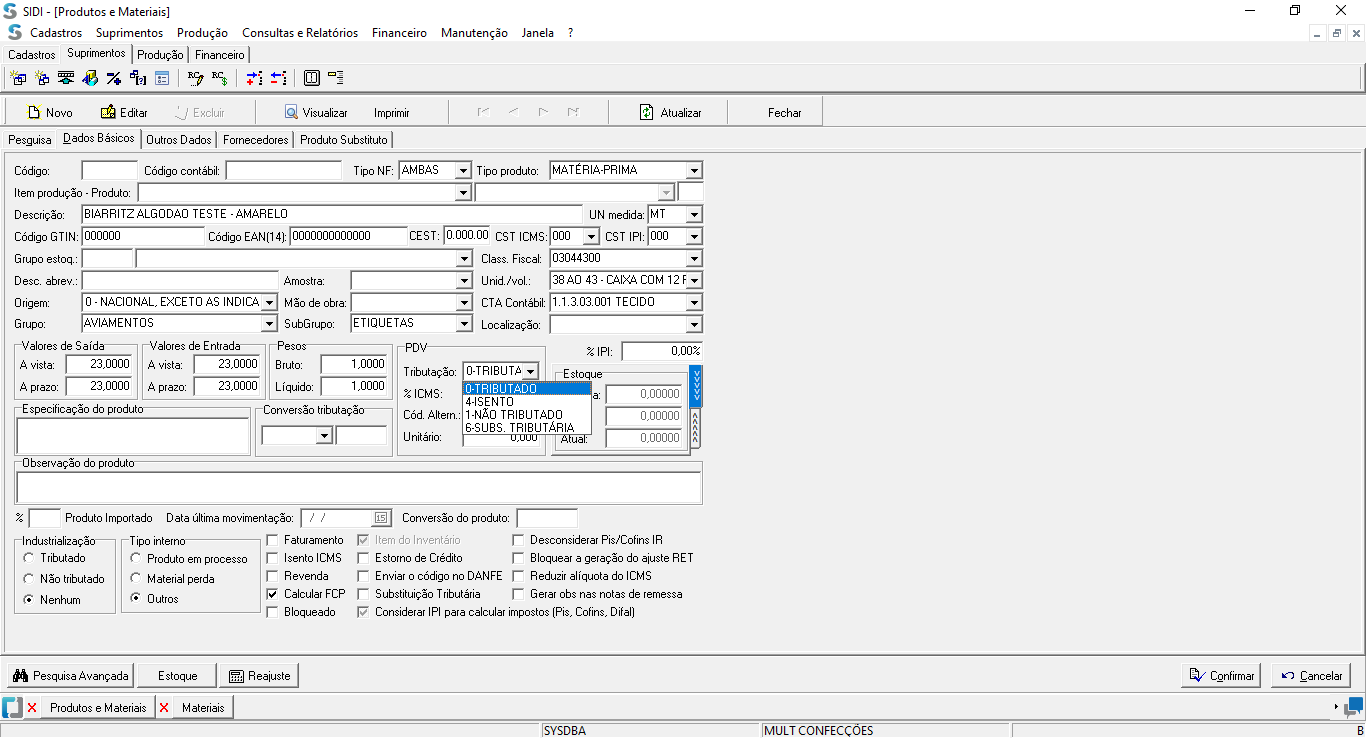 SIDI - [Produtos e Materiais]
Cadastros Suprimentos Produção Consultas e Relatórios Financeiro Manutenção Janela ?
Cadastros Suprimentos Produção Financeiro
Novo Editar Excluir Visualizar Imprimir Atualizar Fechar
Pesquisa Dados Básicos Outros Dados Fornecedores Produto Substituto
Código: Código contábil: Tipo NF: AMBAS Tipo produto: MATÉRIA-PRIMA
Item produção - Produto:
Descrição: BIARRITZ ALGODAO TESTE - AMARELO UN medida: MT
Código GTIN: 000000 Código EAN(14): 0000000000000 CEST: 0.000.00 CST ICMS: 000 CST IPI: 000
Grupo estoq.: Class. Fiscal: 03044300
Desc. abrev.: Amostra: Unid./vol.: 38 AO 43 - CAIXA COM 12 F
Origem: 0 - NACIONAL, EXCETO AS INDICA Mão de obra: CTA Contábil: 1.1.3.03.001 TECIDO
Grupo: AVIAMENTOS SubGrupo: ETIQUETAS Localização:
Valores de Saída Valores de Entrada Pesos PDV % IPI: 0,00%
A vista: 23,0000 A vista: 23,0000 Bruto: 1,0000 Tributação: 0-TRIBUTA Estoque
A prazo: 23,0000 A prazo: 23,0000 Líquido: 1,0000 0-TRIBUTADO
% ICMS: 4-ISENTO a: 0,00000
Especificação do produto Conversão tributação Cód. Altern.: 1-NÃO TRIBUTADO 0,00000
6-SUBS. TRIBUTÁRIA
Unitário: 0,000 Atual: 0,00000
Observação do produto
% Produto Importado Data última movimentação: / / 15 Conversão do produto:
Industrialização Tipo interno Faturamento Item do Inventário Desconsiderar Pis/Cofins IR
Tributado Produto em processo Isento ICMS Estorno de Crédito Bloquear a geração do ajuste RET
Não tributado Material perda Revenda Enviar o código no DANFE Reduzir alíquota do ICMS
Nenhum Outros Calcular FCP Substituição Tributária Gerar obs nas notas de remessa
Bloqueado Considerar IPI para calcular impostos (Pis, Cofins, Difal)
Pesquisa Avançada Estoque Reajuste Confirmar Cancelar
Produtos e Materiais Materiais
SYSDBA MULT CONFECÇÕES B